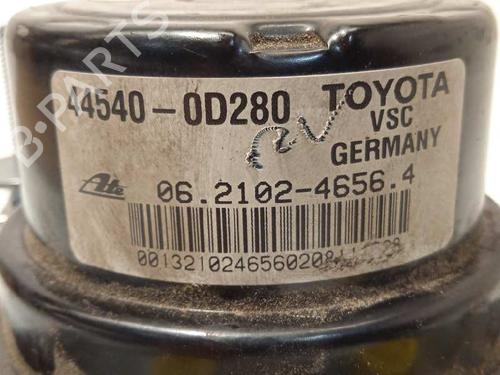 B-PARTS
44540-0D280 TOYOTA
VSC
GERMANY
Ate 06.2102-4656.4